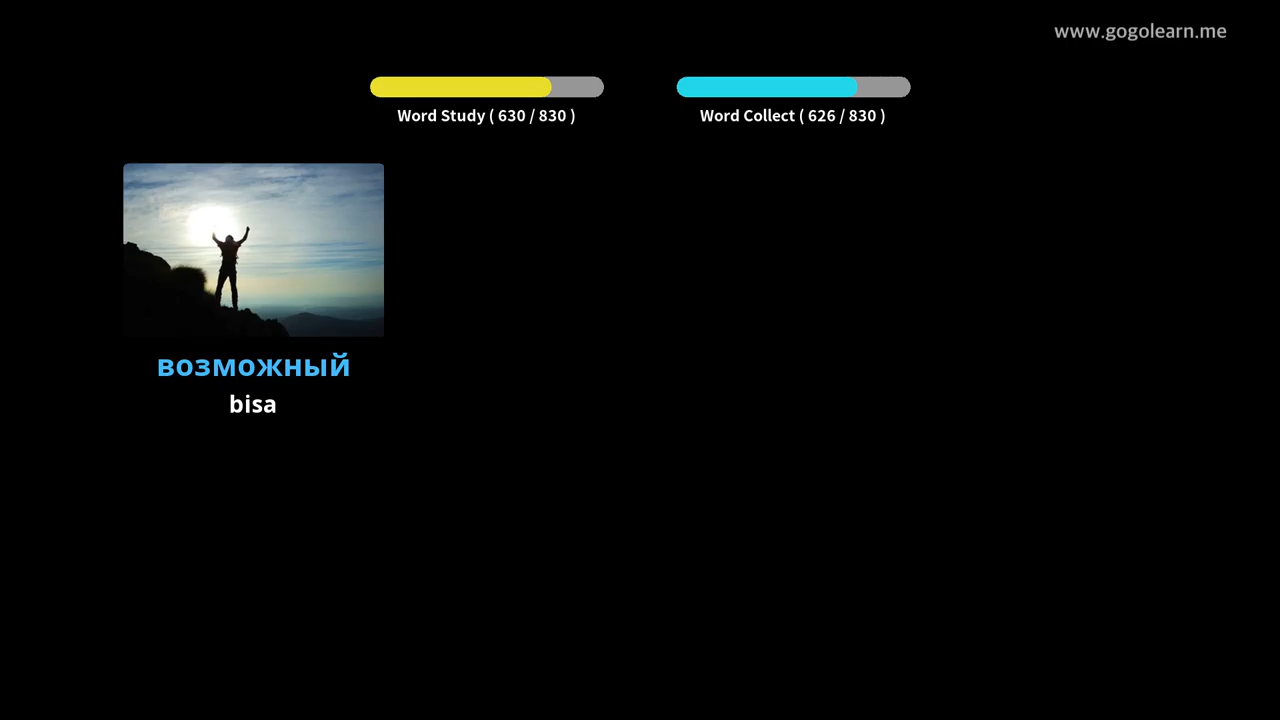 www.gogolearn.me
Word Study ( 630 / 830 )
Word Collect ( 626 / 830 )
возможный
bisa